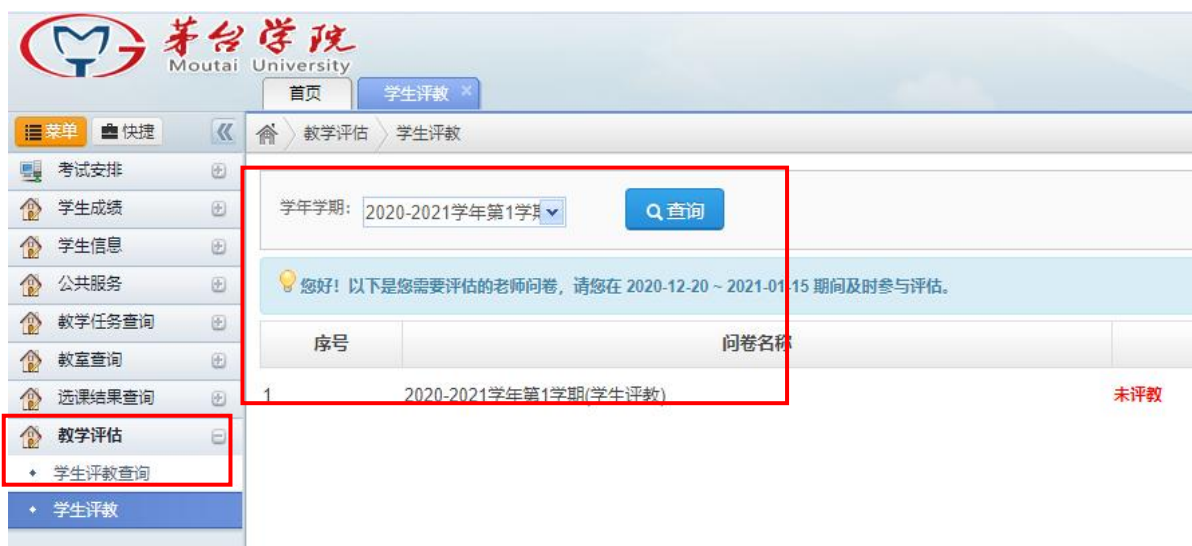 茅台学院
Moutai University
首页 学生评教 ×
菜单 快捷
教学评估 学生评教
考试安排
学生成绩
学生信息
公共服务
教学任务查询
教室查询
选课结果查询
教学评估
学生评教查询
学生评教
学年学期: 2020-2021学年第1学期 查询
您好！以下是您需要评估的老师问卷，请您在 2020-12-20 ~ 2021-01-15 期间及时参与评估。
序号 问卷名称
1 2020-2021学年第1学期(学生评教) 未评教